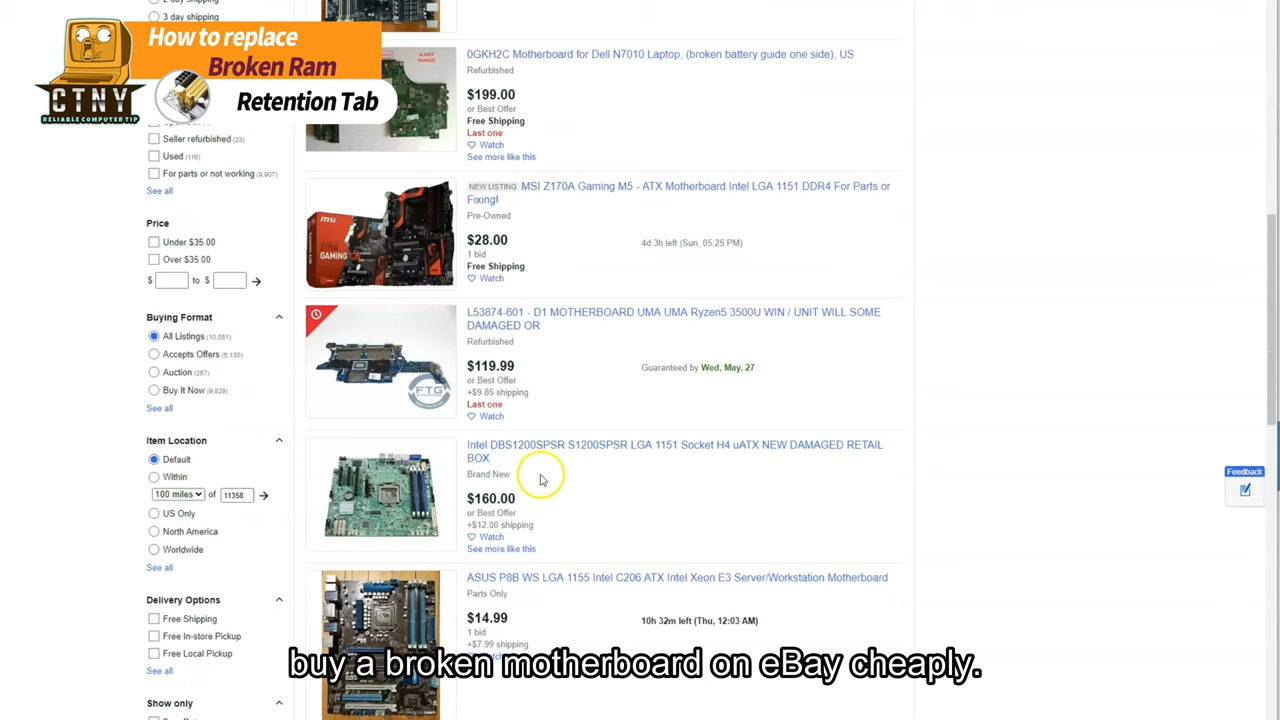 2 day shipping
3 day shipping
How to replace
Broken Ram
Retention Tab
CTNY
RELIABLE COMPUTER TIP
Seller refurbished (23)
Used (116)
For parts or not working (9,907)
See all
Price
Under $35.00
Over $35.00
$ to $
Buying Format
All Listings (10,051)
Accepts Offers (5,130)
Auction (257)
Buy It Now (9,829)
See all
Item Location
Default
Within
100 miles of 11358
US Only
North America
Worldwide
See all
Delivery Options
Free Shipping
Free In-store Pickup
Free Local Pickup
See all
Show only
SLIGHT
DAMAGE
0GKH2C Motherboard for Dell N7010 Laptop, (broken battery guide one side), US
Refurbished
$199.00
or Best Offer
Free Shipping
Last one
Watch
See more like this
msi
GAMING
NEW LISTING MSI Z170A Gaming M5 - ATX Motherboard Intel LGA 1151 DDR4 For Parts or
Fixing!
Pre-Owned
$28.00
4d 3h left (Sun, 05:25 PM)
1 bid
Free Shipping
Watch
FTG
L53874-601 - D1 MOTHERBOARD UMA UMA Ryzen5 3500U WIN / UNIT WILL SOME
DAMAGED OR
Refurbished
$119.99
Guaranteed by Wed, May. 27
or Best Offer
+$9.85 shipping
Last one
Watch
Intel DBS1200SPSR S1200SPSR LGA 1151 Socket H4 uATX NEW DAMAGED RETAIL
BOX
Brand New
$160.00
or Best Offer
+$12.00 shipping
Watch
See more like this
ASUS P8B WS LGA 1155 Intel C206 ATX Intel Xeon E3 Server/Workstation Motherboard
Parts Only
$14.99
10h 32m left (Thu, 12:03 AM)
1 bid
+$7.99 shipping
Feedback
buy a broken motherboard on eBay cheaply.